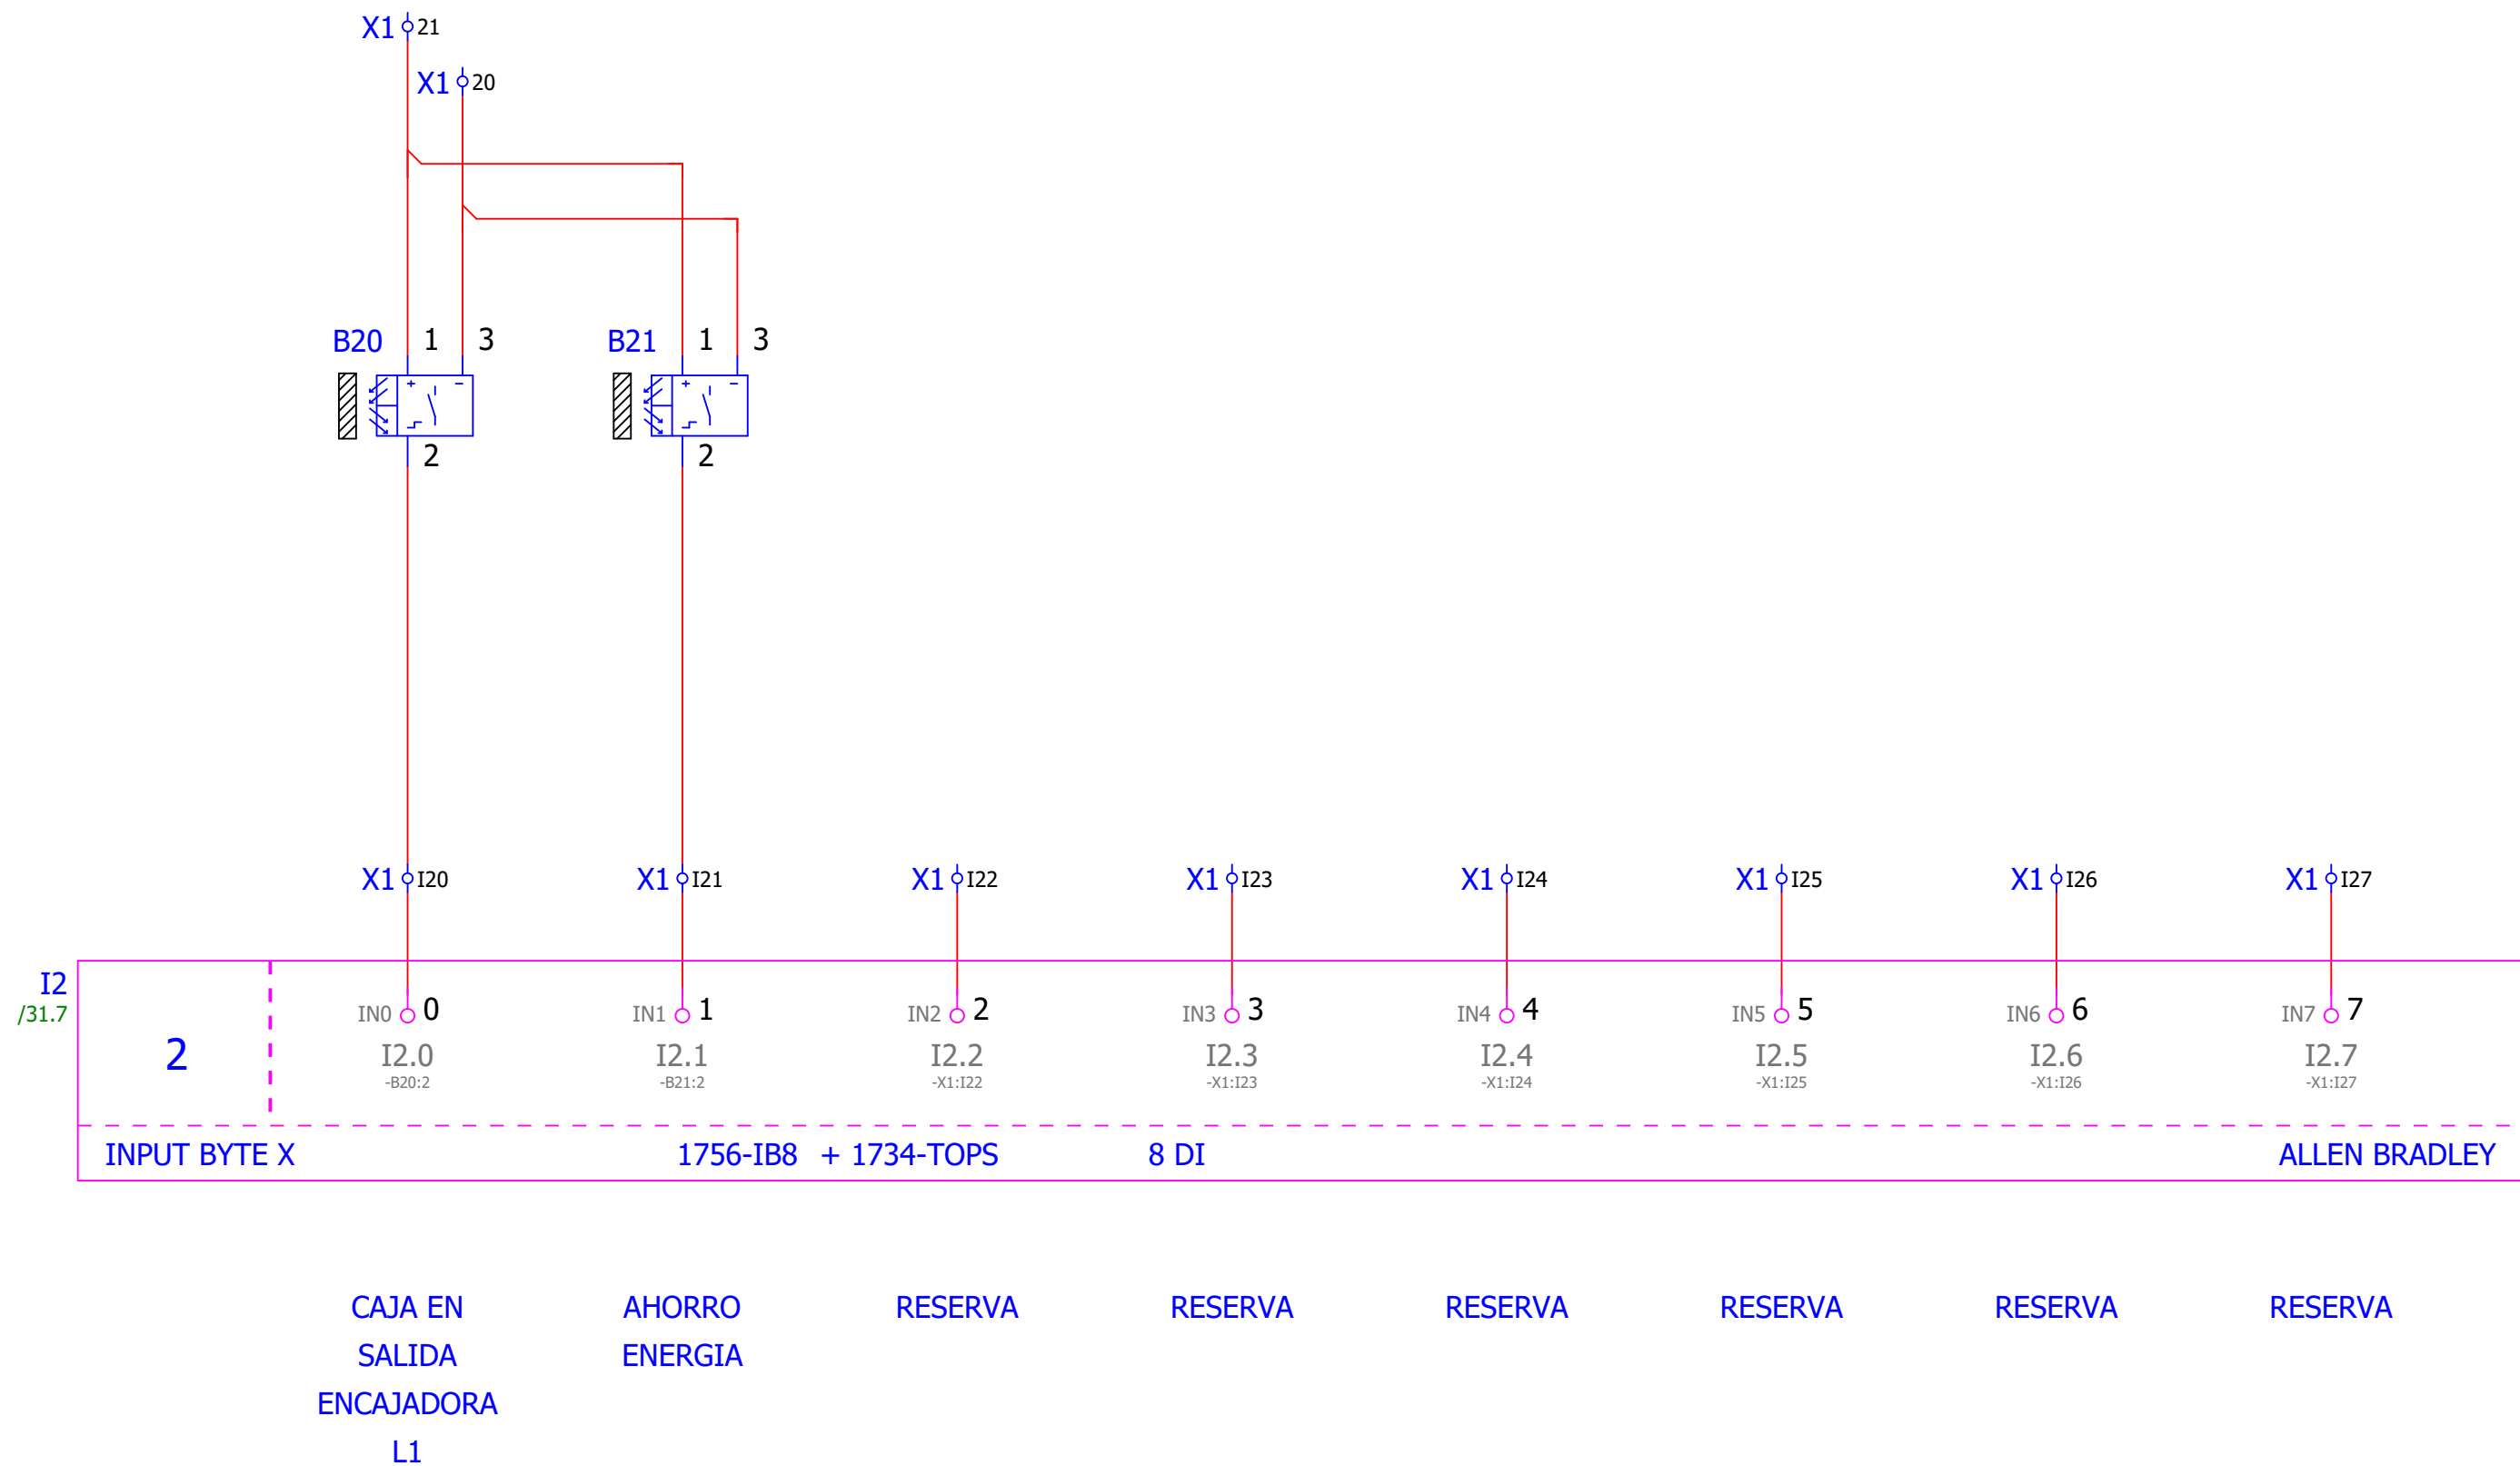 X1 21
X1 20
B20 1 3
B21 1 3
+ −
+ −
2
2
X1 I20
X1 I21
X1 I22
X1 I23
X1 I24
X1 I25
X1 I26
X1 I27
I2
/31.7
2
IN0 0
IN1 1
IN2 2
IN3 3
IN4 4
IN5 5
IN6 6
IN7 7
I2.0
I2.1
I2.2
I2.3
I2.4
I2.5
I2.6
I2.7
-B20:2
-B21:2
-X1:I22
-X1:I23
-X1:I24
-X1:I25
-X1:I26
-X1:I27
INPUT BYTE X
1756-IB8 + 1734-TOPS
8 DI
ALLEN BRADLEY
CAJA EN
SALIDA
ENCAJADORA
L1
AHORRO
ENERGIA
RESERVA
RESERVA
RESERVA
RESERVA
RESERVA
RESERVA